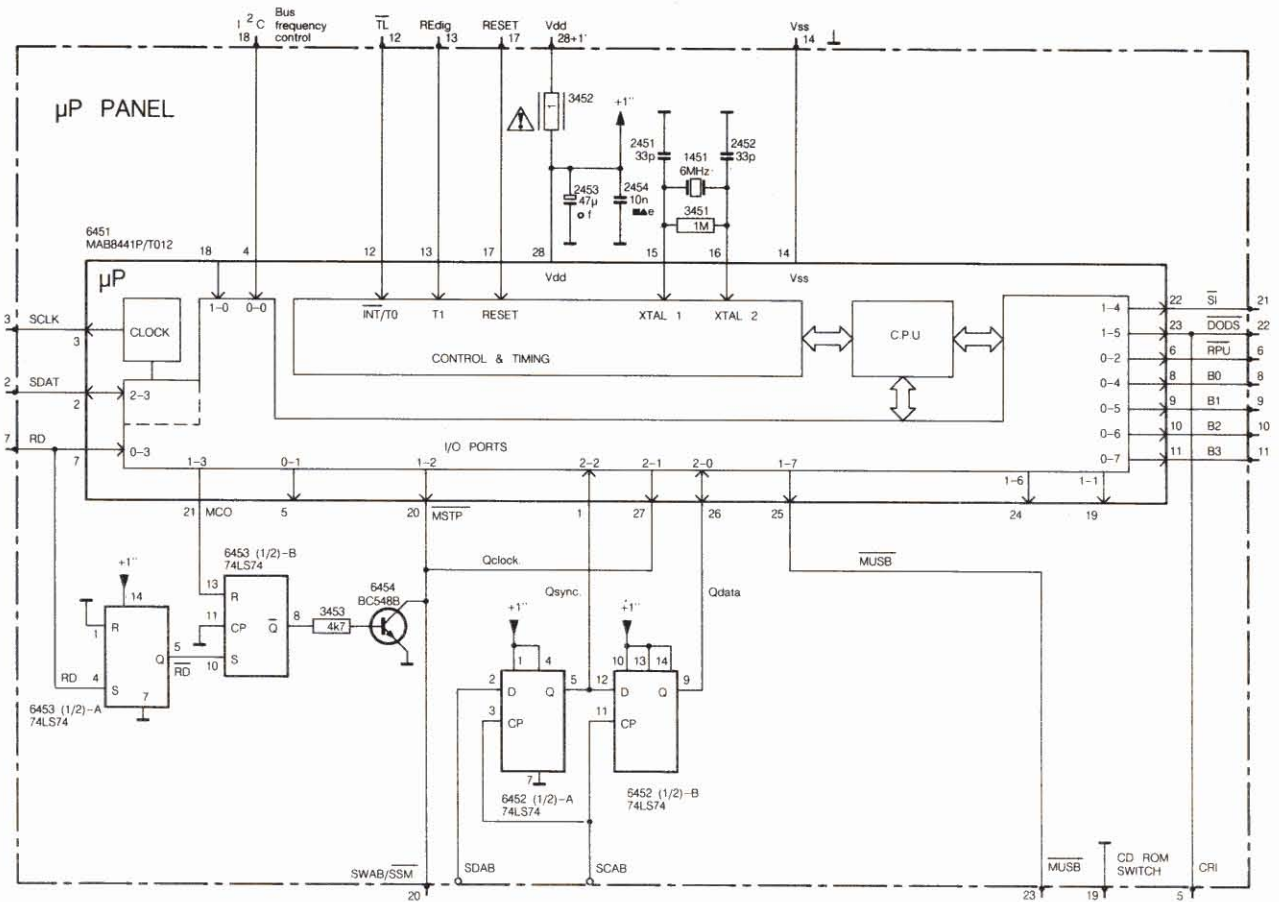 I 2 C Bus
frequency
control
TL REdig RESET Vdd Vss
18 12 13 17 28+1' 14
µP PANEL
3452
+1''
2451
33p
1451
6MHz
2452
33p
2453
47µ
f
2454
10n
e
3451
1M
6451
MAB8441P/T012
18 4 12 13 17 28 15 16 14
µP
Vdd Vss
1-0 0-0
INT/T0 T1 RESET XTAL 1 XTAL 2
CONTROL & TIMING
CLOCK
CPU
3 SCLK 3
2 SDAT 2
2-3
7 RD 7
0-3
1-4 22 Si 21
1-5 23 DODS 22
0-2 6 RPU 6
0-4 8 B0 8
0-5 9 B1 9
0-6 10 B2 10
0-7 11 B3 11
I/O PORTS
1-3 0-1 1-2 2-2 2-1 2-0 1-7 1-6 1-1
21 MCO 5 20 MSTP 1 27 26 25 24 19
Qclock
Qsync.
Qdata
MUSB
6453 (1/2)-B
74LS74
13 R
11 CP Q 8
10 S
3453
4k7
6454
BC548B
+1''
14
1 R
Q 5
RD
RD 4 S
7
6453 (1/2)-A
74LS74
+1''
1 4
2 D Q 5
3 CP
7
6452 (1/2)-A
74LS74
+1''
10 13 14
12 D Q 9
11 CP
6452 (1/2)-B
74LS74
SWAB/SSM
20
SDAB
SCAB
MUSB
23
CD ROM
SWITCH
19
CRI
5